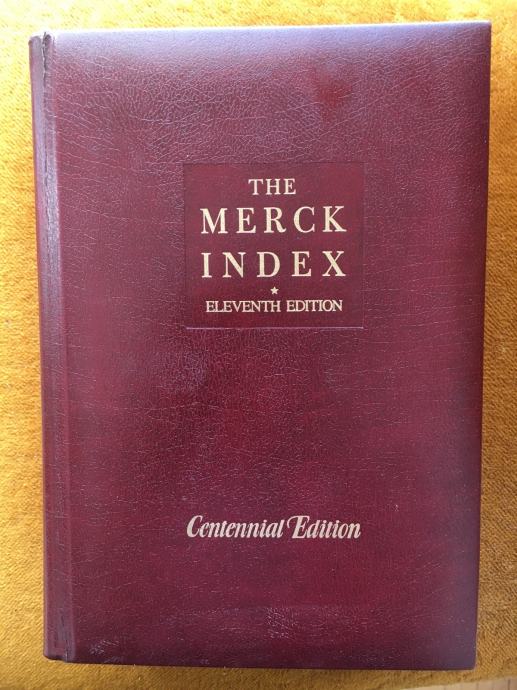 THE
MERCK
INDEX
★
ELEVENTH EDITION
Centennial Edition